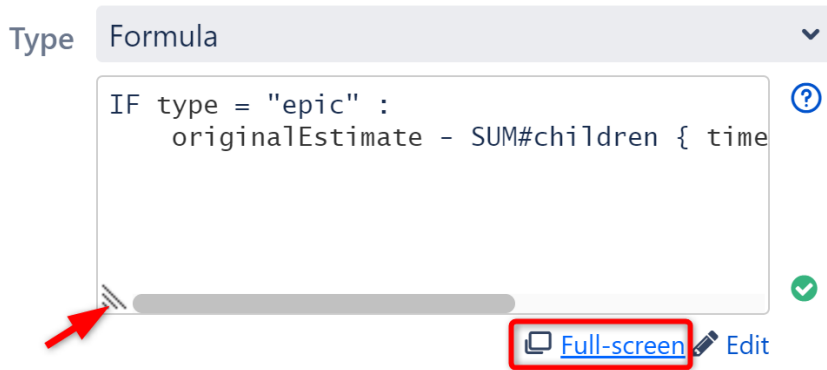 Type Formula
IF type = "epic" :
originalEstimate - SUM#children { time
Full-screen Edit